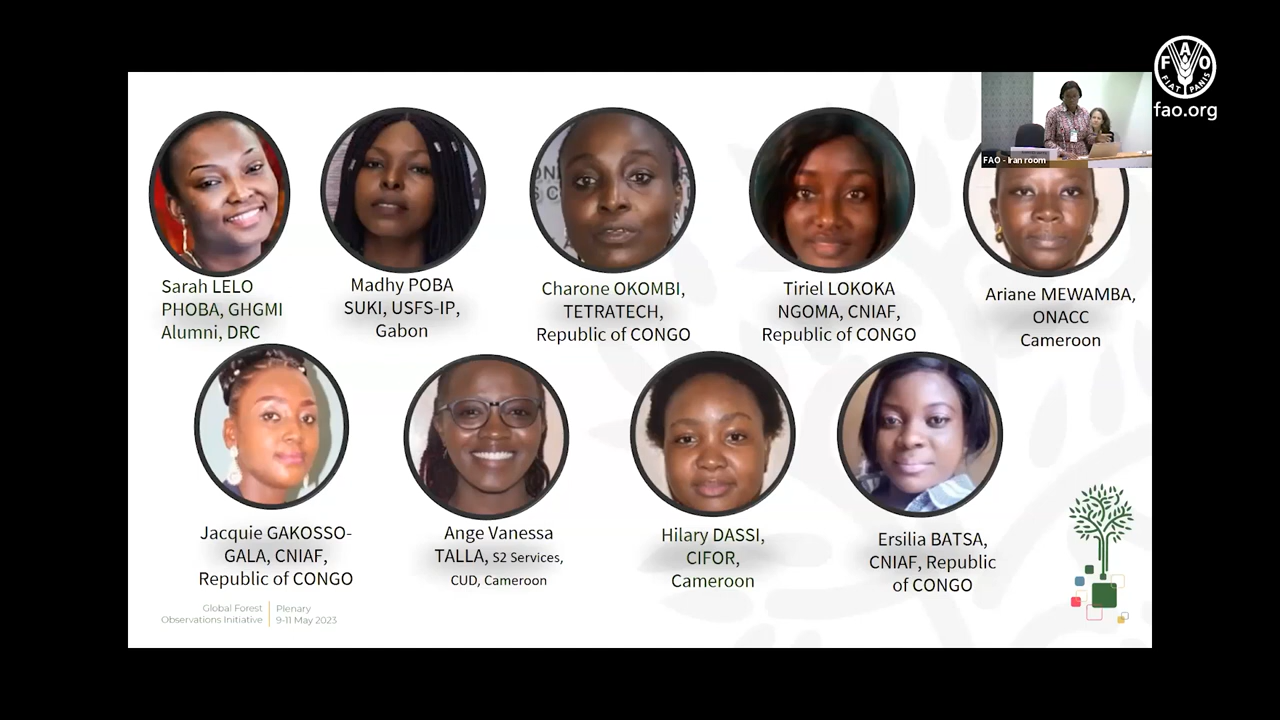 FAO
FIAT PANIS
fao.org
FAO - Iran room
Sarah LELO
PHOBA, GHGMI
Alumni, DRC
Madhy POBA
SUKI, USFS-IP,
Gabon
Charone OKOMBI,
TETRATECH,
Republic of CONGO
Tiriel LOKOKA
NGOMA, CNIAF,
Republic of CONGO
Ariane MEWAMBA,
ONACC
Cameroon
Jacquie GAKOSSO-
GALA, CNIAF,
Republic of CONGO
Ange Vanessa
TALLA, S2 Services,
CUD, Cameroon
Hilary DASSI,
CIFOR,
Cameroon
Ersilia BATSA,
CNIAF, Republic
of CONGO
Global Forest
Observations Initiative
Plenary
9-11 May 2023